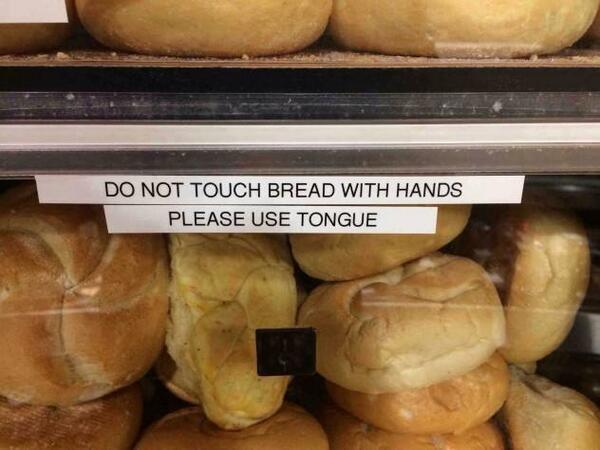 DO NOT TOUCH BREAD WITH HANDS
PLEASE USE TONGUE